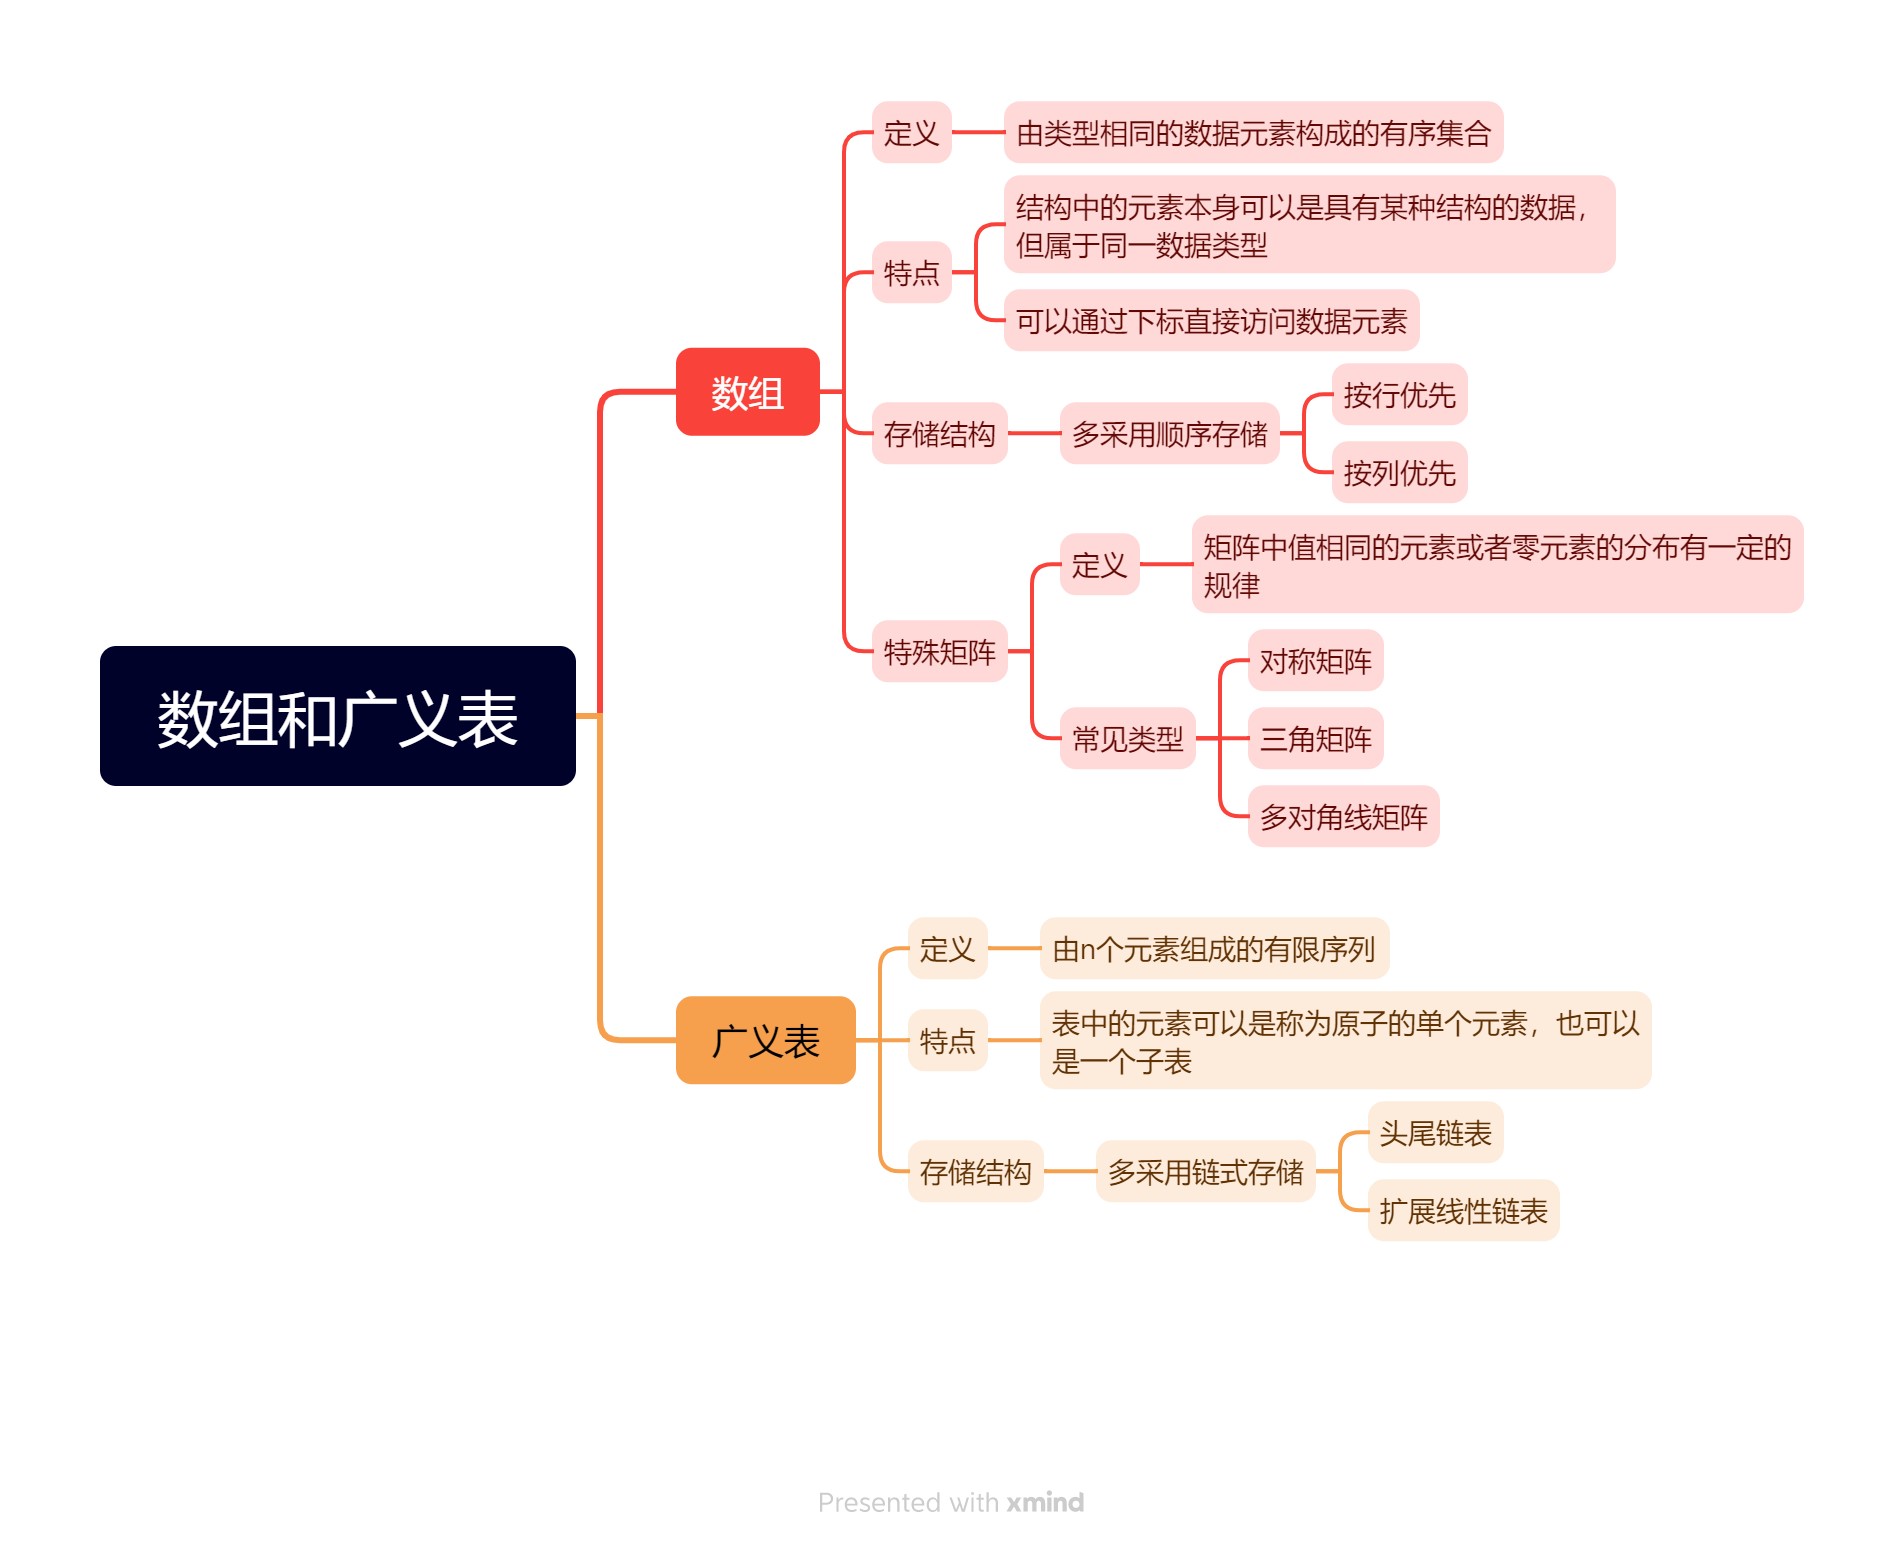 数组和广义表
数组
定义
由类型相同的数据元素构成的有序集合
特点
结构中的元素本身可以是具有某种结构的数据，
但属于同一数据类型
可以通过下标直接访问数据元素
存储结构
多采用顺序存储
按行优先
按列优先
特殊矩阵
定义
矩阵中值相同的元素或者零元素的分布有一定的
规律
常见类型
对称矩阵
三角矩阵
多对角线矩阵
广义表
定义
由n个元素组成的有限序列
特点
表中的元素可以是称为原子的单个元素，也可以
是一个子表
存储结构
多采用链式存储
头尾链表
扩展线性链表
Presented with xmind